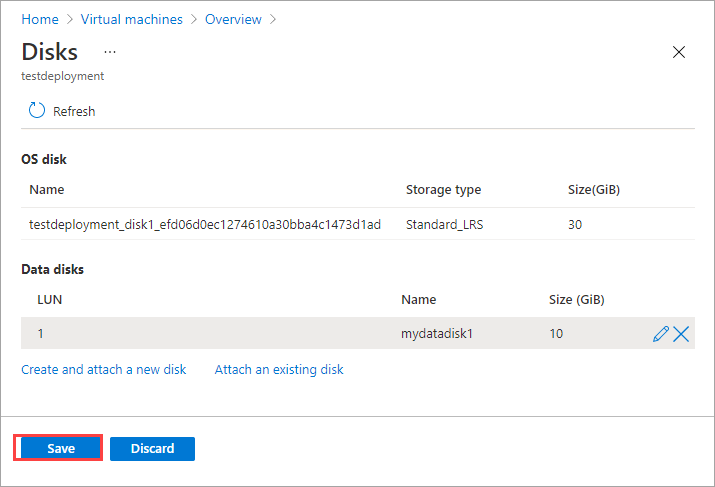 Home > Virtual machines > Overview >
Disks ...
testdeployment
Refresh
OS disk
Name Storage type Size(GiB)
testdeployment_disk1_efd06d0ec1274610a30bba4c1473d1ad Standard_LRS 30
Data disks
LUN Name Size (GiB)
1 mydatadisk1 10
Create and attach a new disk Attach an existing disk
Save Discard